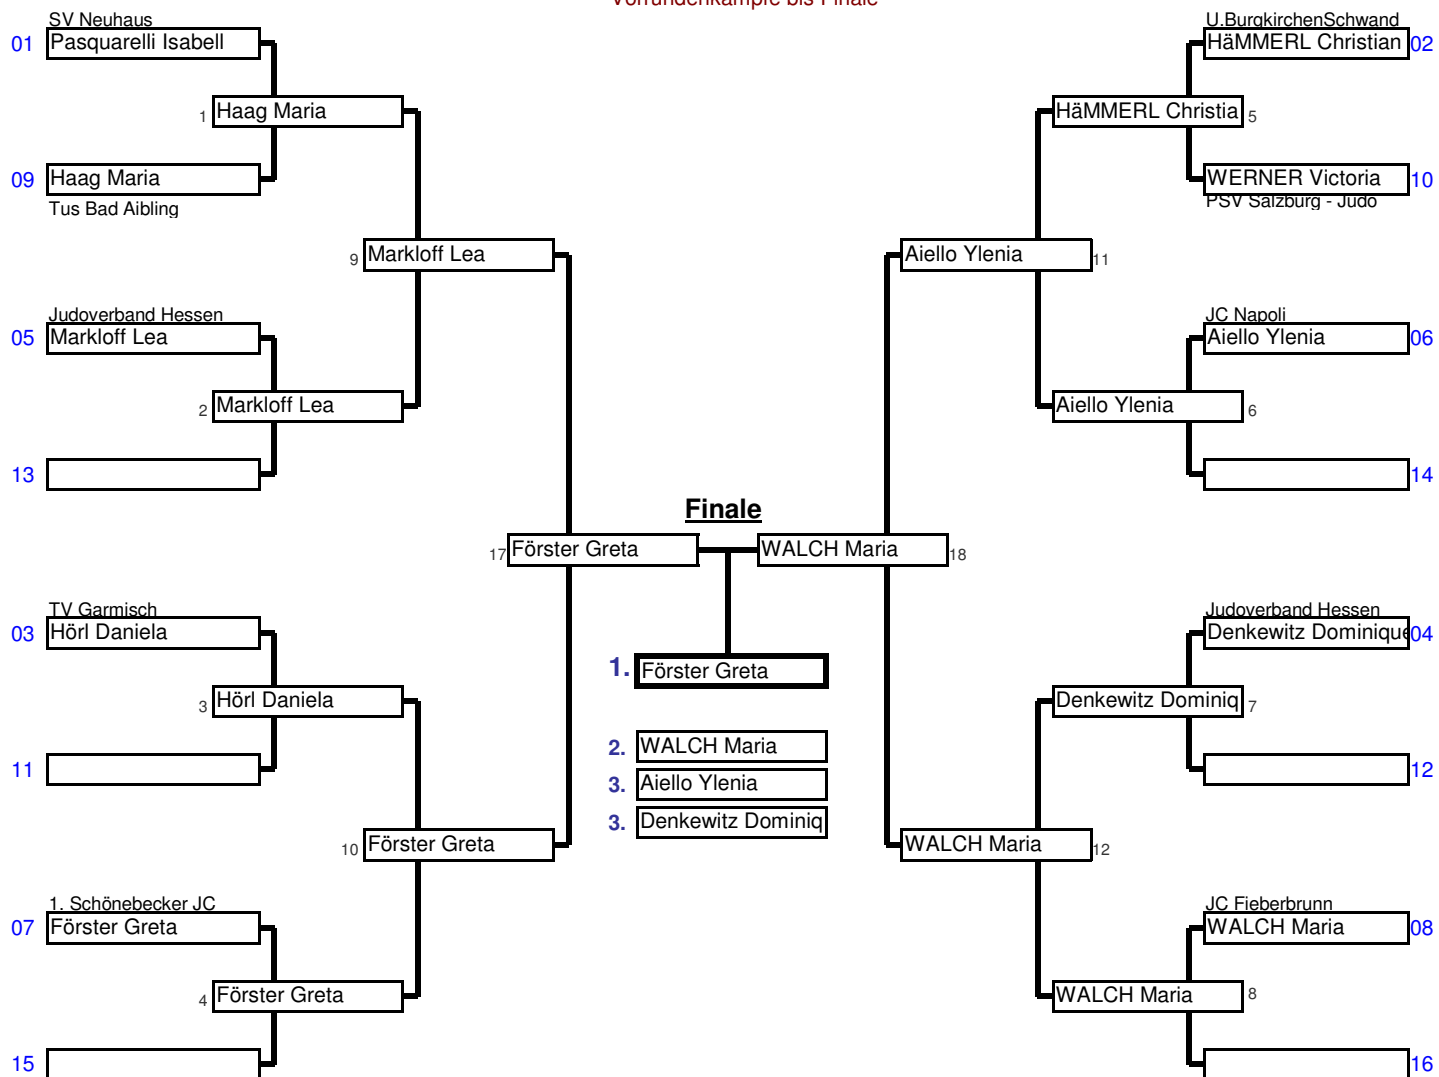 Vorrundenkämpfe bis Finale
SV Neuhaus
01 Pasquarelli Isabell
1 Haag Maria
09 Haag Maria
Tus Bad Aibling
9 Markloff Lea
Judoverband Hessen
05 Markloff Lea
2 Markloff Lea
13
17 Förster Greta
TV Garmisch
03 Hörl Daniela
3 Hörl Daniela
11
10 Förster Greta
1. Schönebecker JC
07 Förster Greta
4 Förster Greta
15
Finale
1. Förster Greta
2. WALCH Maria
3. Aiello Ylenia
3. Denkewitz Dominiq
U.BurgkirchenSchwand
HäMMERL Christian 02
HäMMERL Christia 5
WERNER Victoria 10
PSV Salzburg - Judo
Aiello Ylenia 11
JC Napoli
Aiello Ylenia 06
Aiello Ylenia 6
14
WALCH Maria 18
Judoverband Hessen
Denkewitz Dominique 04
Denkewitz Dominiq 7
12
WALCH Maria 12
JC Fieberbrunn
WALCH Maria 08
WALCH Maria 8
16